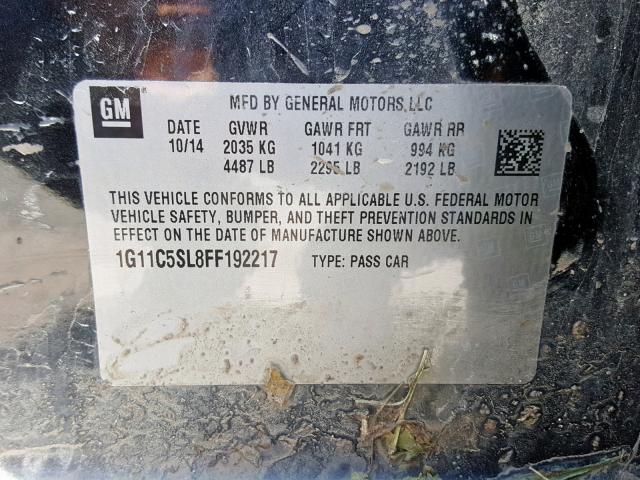 GM
MFD BY GENERAL MOTORS LLC
DATE GVWR GAWR FRT GAWR RR
10/14 2035 KG 1041 KG 994 KG
4487 LB 2295 LB 2192 LB
THIS VEHICLE CONFORMS TO ALL APPLICABLE U.S. FEDERAL MOTOR
VEHICLE SAFETY, BUMPER, AND THEFT PREVENTION STANDARDS IN
EFFECT ON THE DATE OF MANUFACTURE SHOWN ABOVE.
1G11C5SL8FF192217 TYPE: PASS CAR